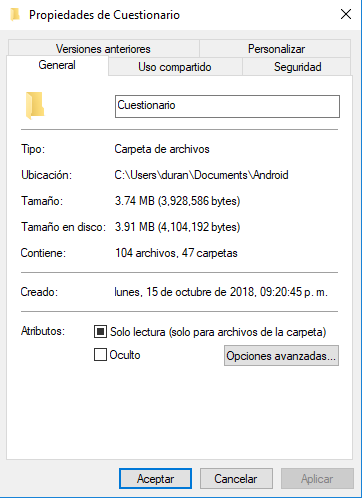 Propiedades de Cuestionario
Versiones anteriores Personalizar
General Uso compartido Seguridad
Cuestionario
Tipo: Carpeta de archivos
Ubicación: C:\Users\duran\Documents\Android
Tamaño: 3.74 MB (3,928,586 bytes)
Tamaño en disco: 3.91 MB (4,104,192 bytes)
Contiene: 104 archivos, 47 carpetas
Creado: lunes, 15 de octubre de 2018, 09:20:45 p. m.
Atributos: Solo lectura (solo para archivos de la carpeta)
Oculto Opciones avanzadas...
Aceptar Cancelar Aplicar